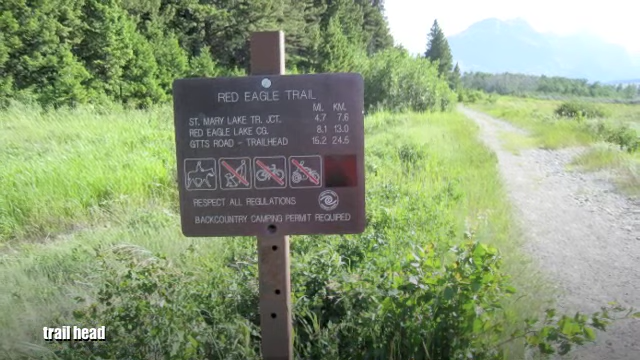 RED EAGLE TRAIL
MI. KM.
ST. MARY LAKE TR. JCT. 4.7 7.6
RED EAGLE LAKE CG. 8.1 13.0
GTTS ROAD - TRAILHEAD 15.2 24.5
RESPECT ALL REGULATIONS
BACKCOUNTRY CAMPING PERMIT REQUIRED
trail head